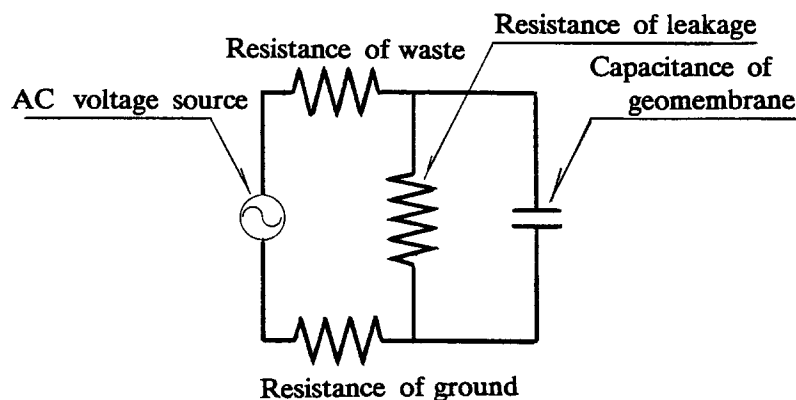 Resistance of leakage
Resistance of waste
Capacitance of
geomembrane
AC voltage source
Resistance of ground